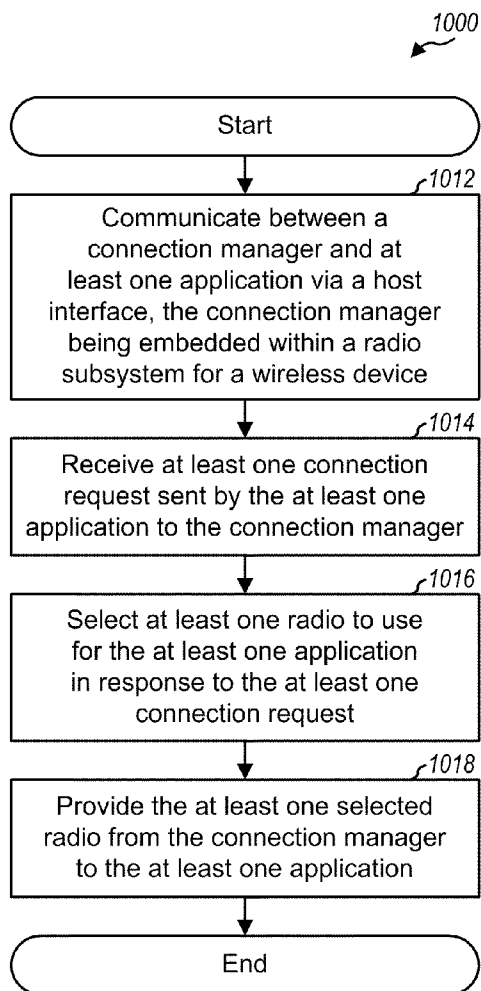 1000
Start
1012
Communicate between a
connection manager and at
least one application via a host
interface, the connection manager
being embedded within a radio
subsystem for a wireless device
1014
Receive at least one connection
request sent by the at least one
application to the connection manager
1016
Select at least one radio to use
for the at least one application
in response to the at least one
connection request
1018
Provide the at least one selected
radio from the connection manager
to the at least one application
End